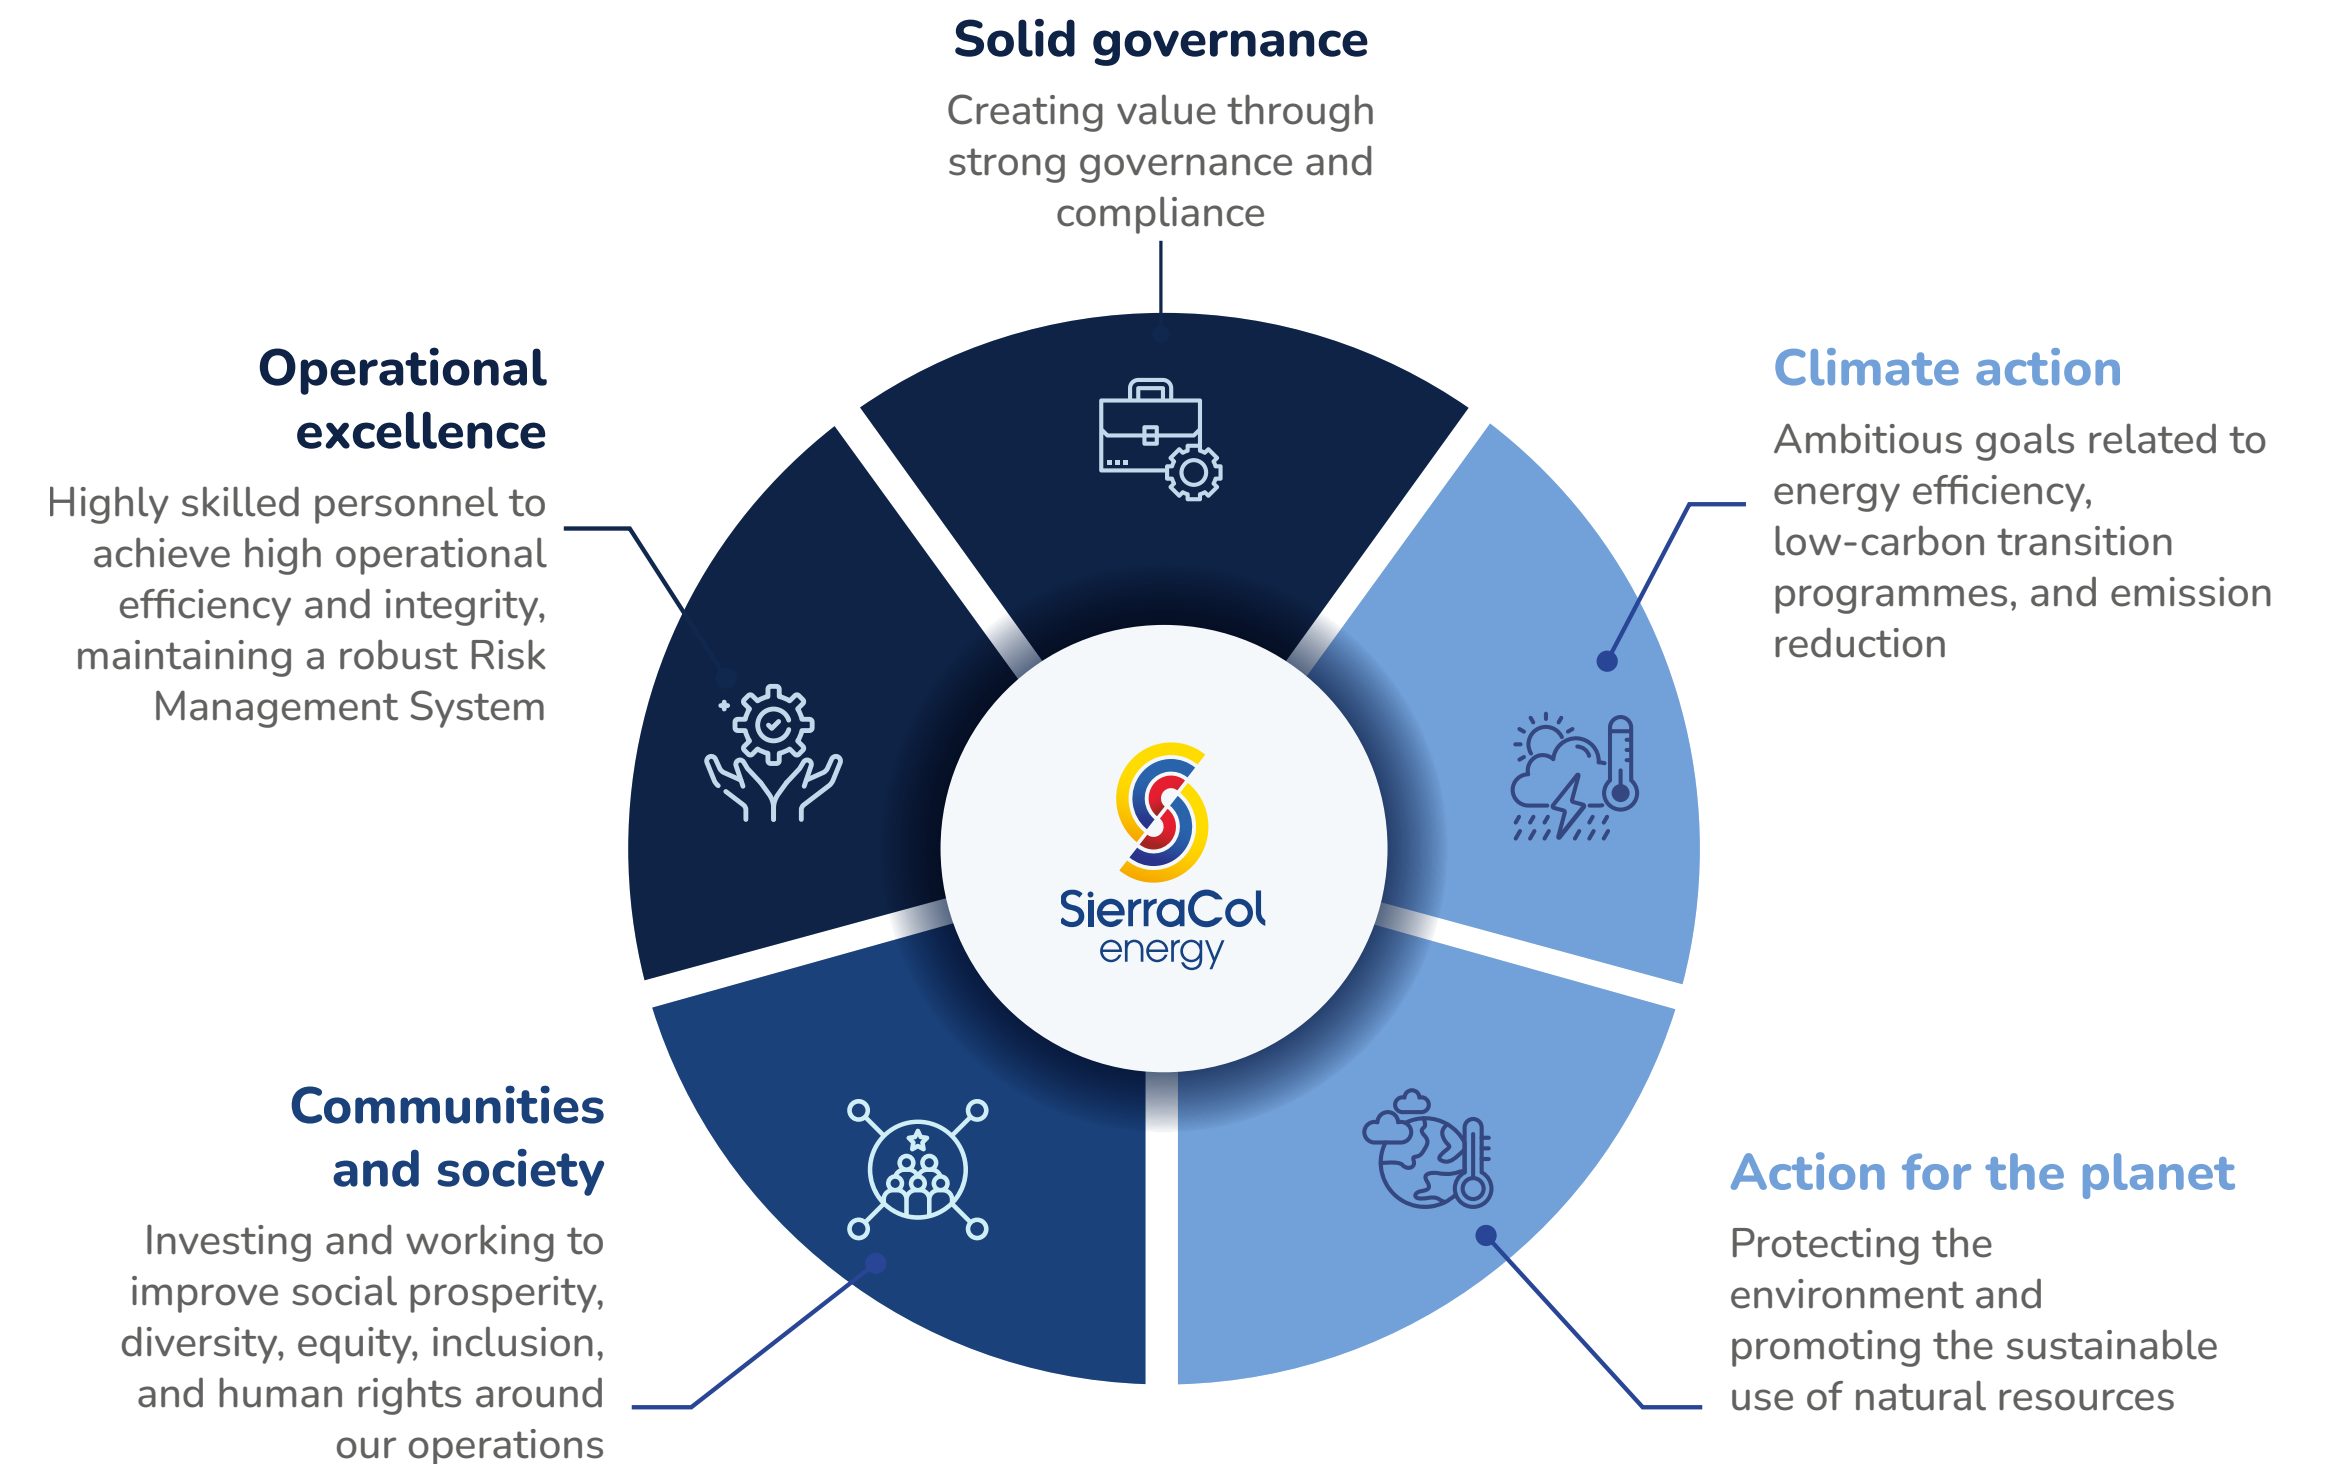 Solid governance
Creating value through
strong governance and
compliance
Operational
excellence
Highly skilled personnel to
achieve high operational
efficiency and integrity,
maintaining a robust Risk
Management System
Climate action
Ambitious goals related to
energy efficiency,
low-carbon transition
programmes, and emission
reduction
SierraCol
energy
Communities
and society
Investing and working to
improve social prosperity,
diversity, equity, inclusion,
and human rights around
our operations
Action for the planet
Protecting the
environment and
promoting the sustainable
use of natural resources